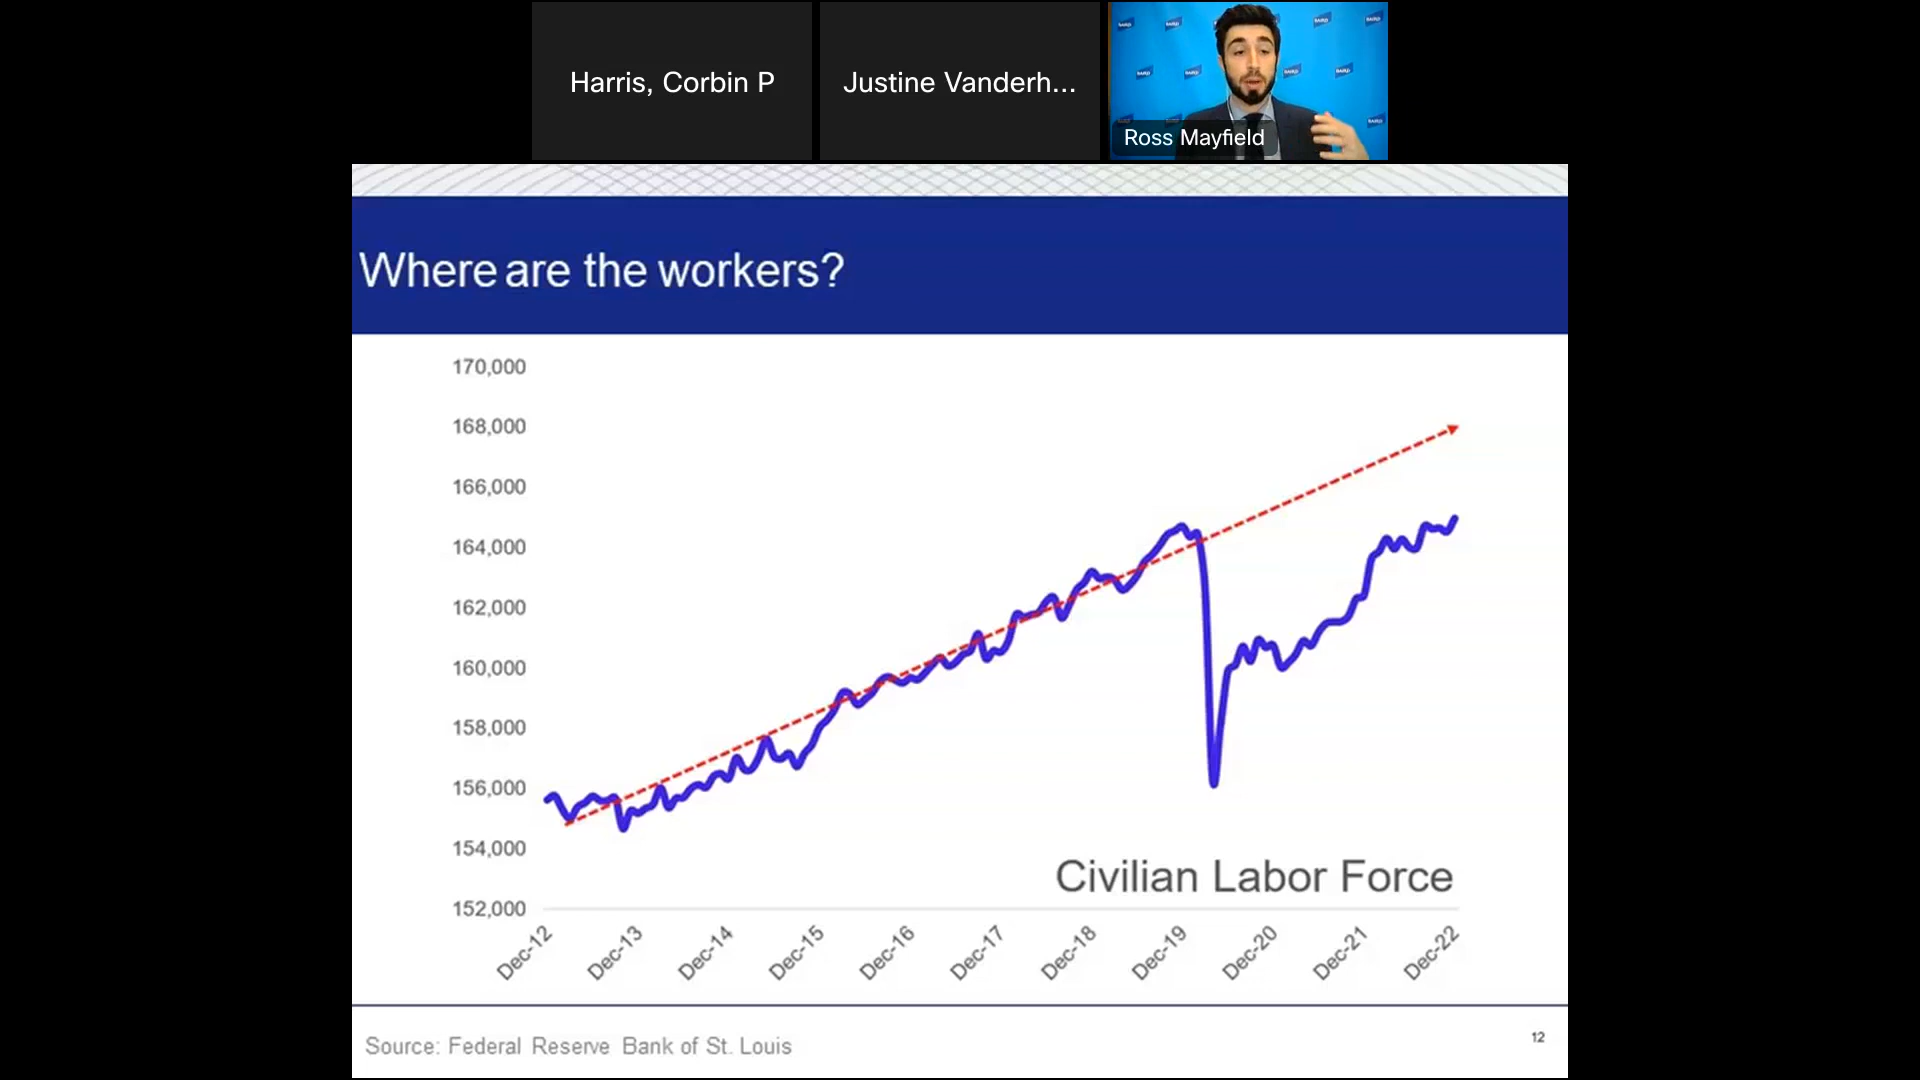 Harris, Corbin P
Justine Vanderh...
Ross Mayfield
Where are the workers?
170,000
168,000
166,000
164,000
162,000
160,000
158,000
156,000
154,000
152,000
Civilian Labor Force
Dec-12
Dec-13
Dec-14
Dec-15
Dec-16
Dec-17
Dec-18
Dec-19
Dec-20
Dec-21
Dec-22
Source: Federal Reserve Bank of St. Louis
12